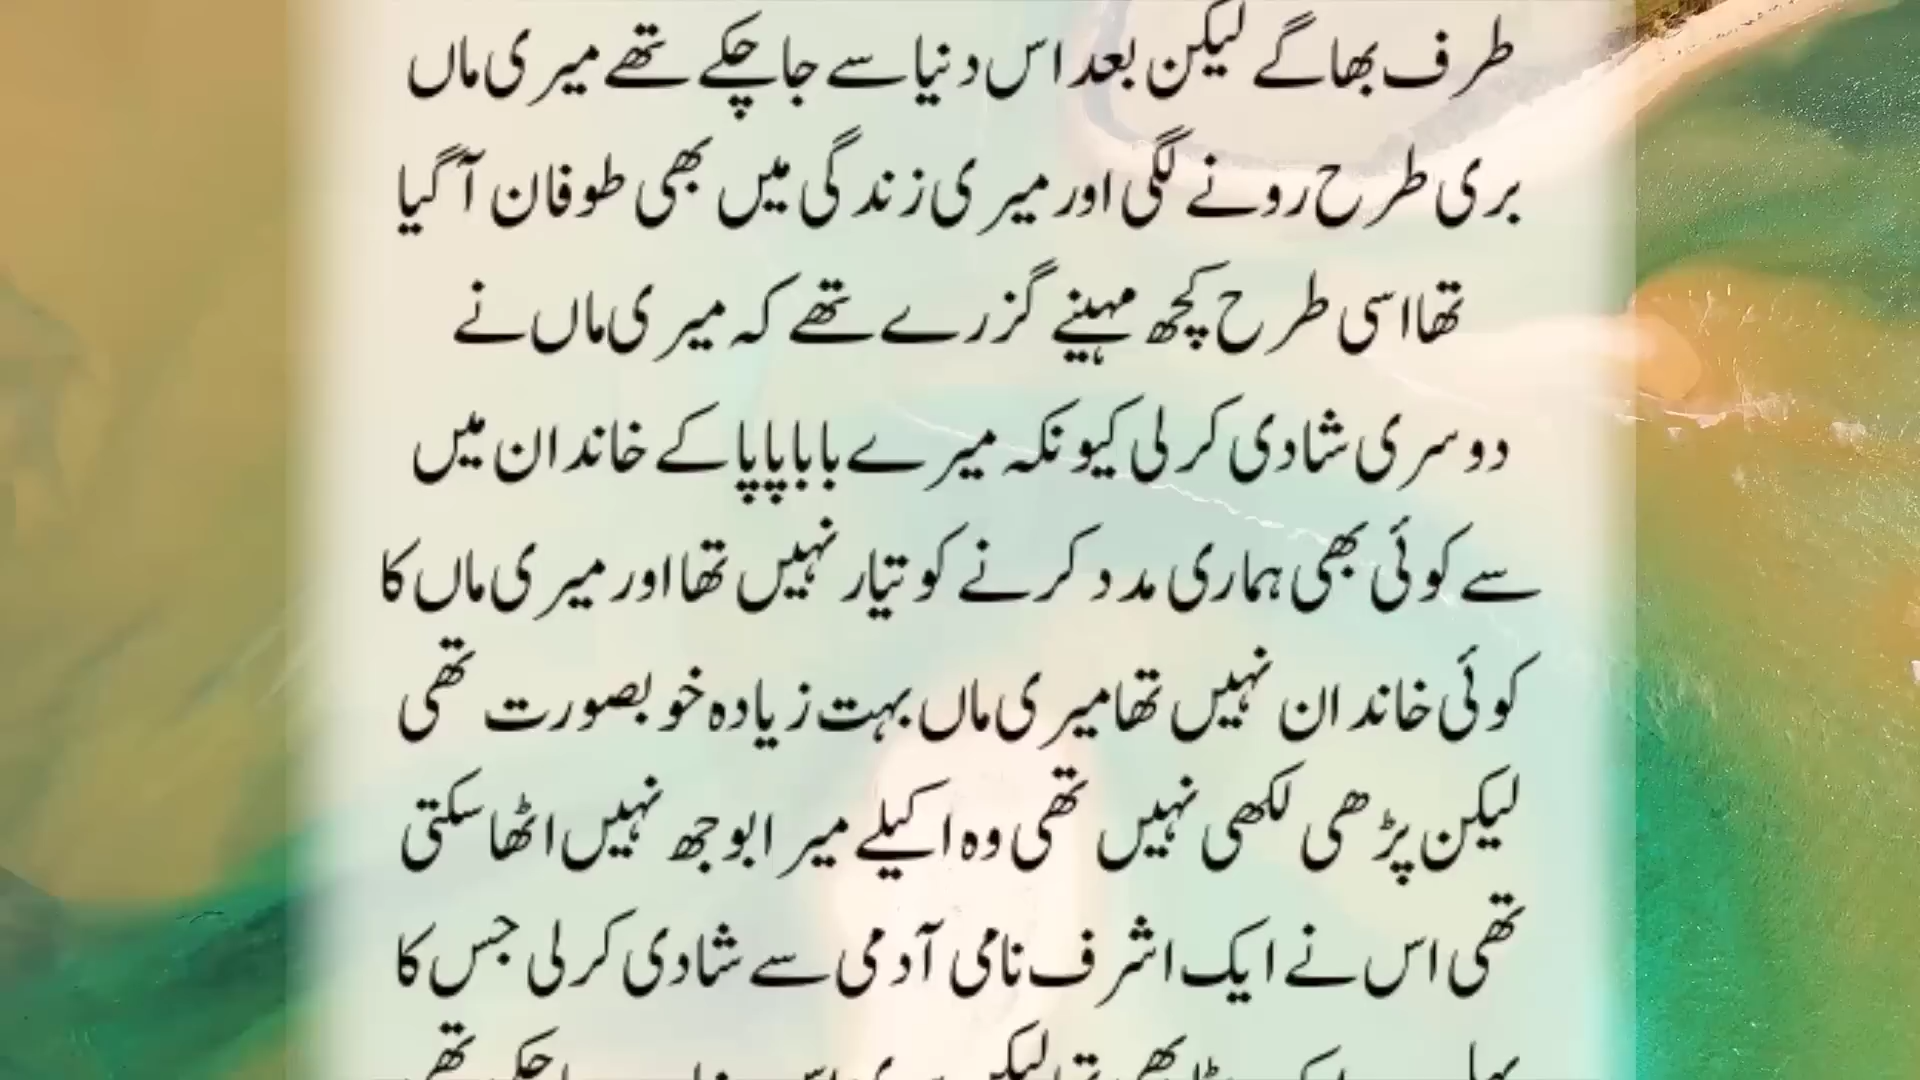 طرف بھاگے لیکن بعد اس دنیا سے جا چکے تھے میری ماں
بری طرح رونے لگی اور میری زندگی میں بھی طوفان آگیا
تھا اسی طرح کچھ مہینے گزرے تھے کہ میری ماں نے
دوسری شادی کر لی کیونکہ میرے بابا پاپا کے خاندان میں
سے کوئی بھی ہماری مدد کرنے کو تیار نہیں تھا اور میری ماں کا
کوئی خاندان نہیں تھا میری ماں بہت زیادہ خوبصورت تھی
لیکن پڑھی لکھی نہیں تھی وہ اکیلے میرا بوجھ نہیں اٹھا سکتی
تھی اس نے ایک اشرف نامی آدمی سے شادی کر لی جس کا